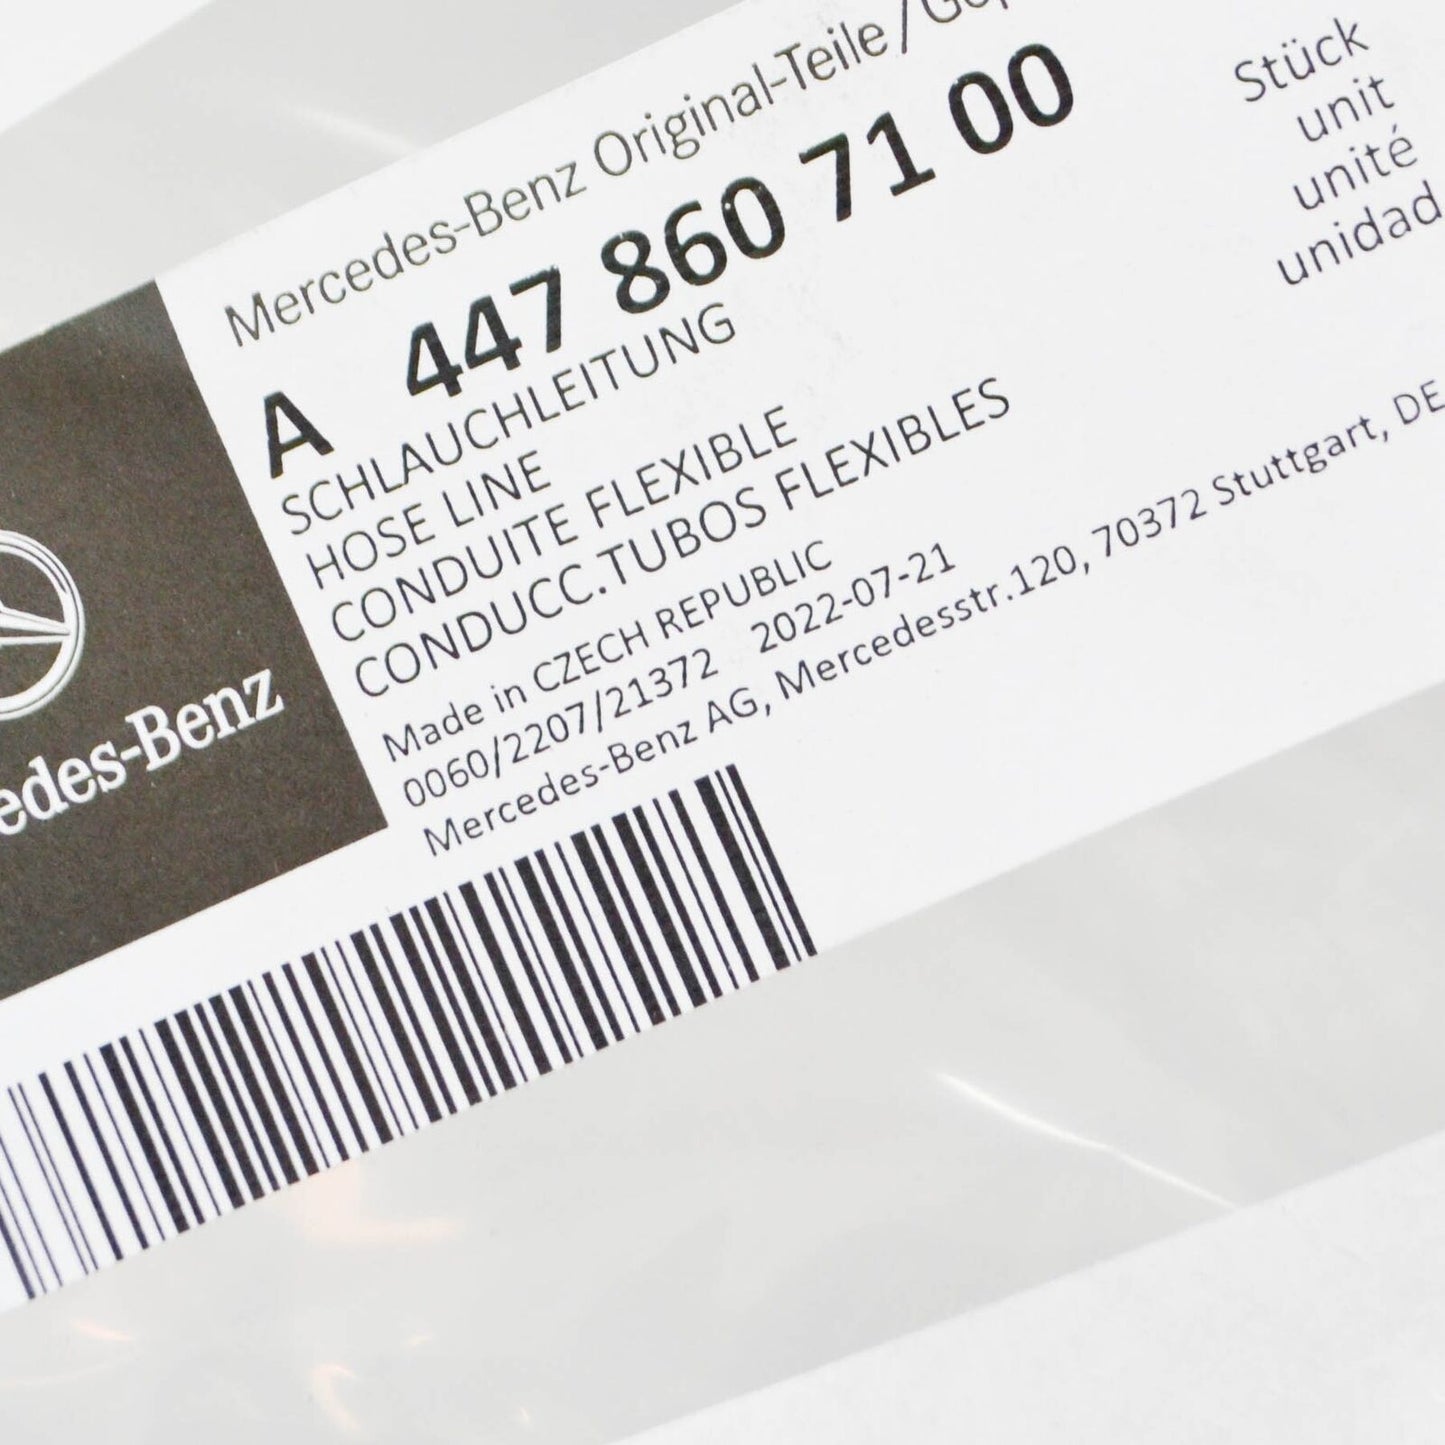 Mercedes-Benz Original-Teile /
A 447 860 71 00
SCHLAUCHLEITUNG
HOSE LINE
CONDUITE FLEXIBLE
CONDUCC.TUBOS FLEXIBLES
Made in CZECH REPUBLIC
0060/2207/21372 2022-07-21
Mercedes-Benz AG, Mercedesstr.120, 70372 Stuttgart, DE
Stück
unit
unité
unidad
edes-Benz